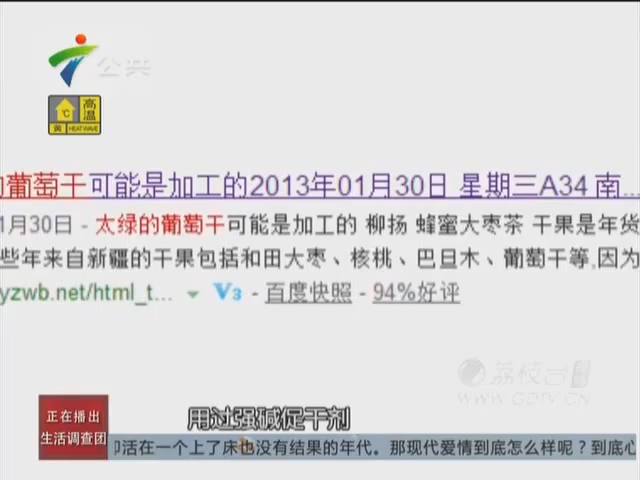 公共
℃
高温
黄
HEAT WAVE
的葡萄干可能是加工的2013年01月30日 星期三A34 南...
1月30日 - 太绿的葡萄干可能是加工的 柳扬 蜂蜜大枣茶 干果是年货
些年来自新疆的干果包括和田大枣、核桃、巴旦木、葡萄干等,因为
yzwb.net/html_t... V3 - 百度快照 - 94%好评
荔枝台
WWW.GDTV.CN
用过强碱促干剂
正在播出
生活调查团
活在一个上了床也没有结果的年代。那现代爱情到底怎么样呢？到底心